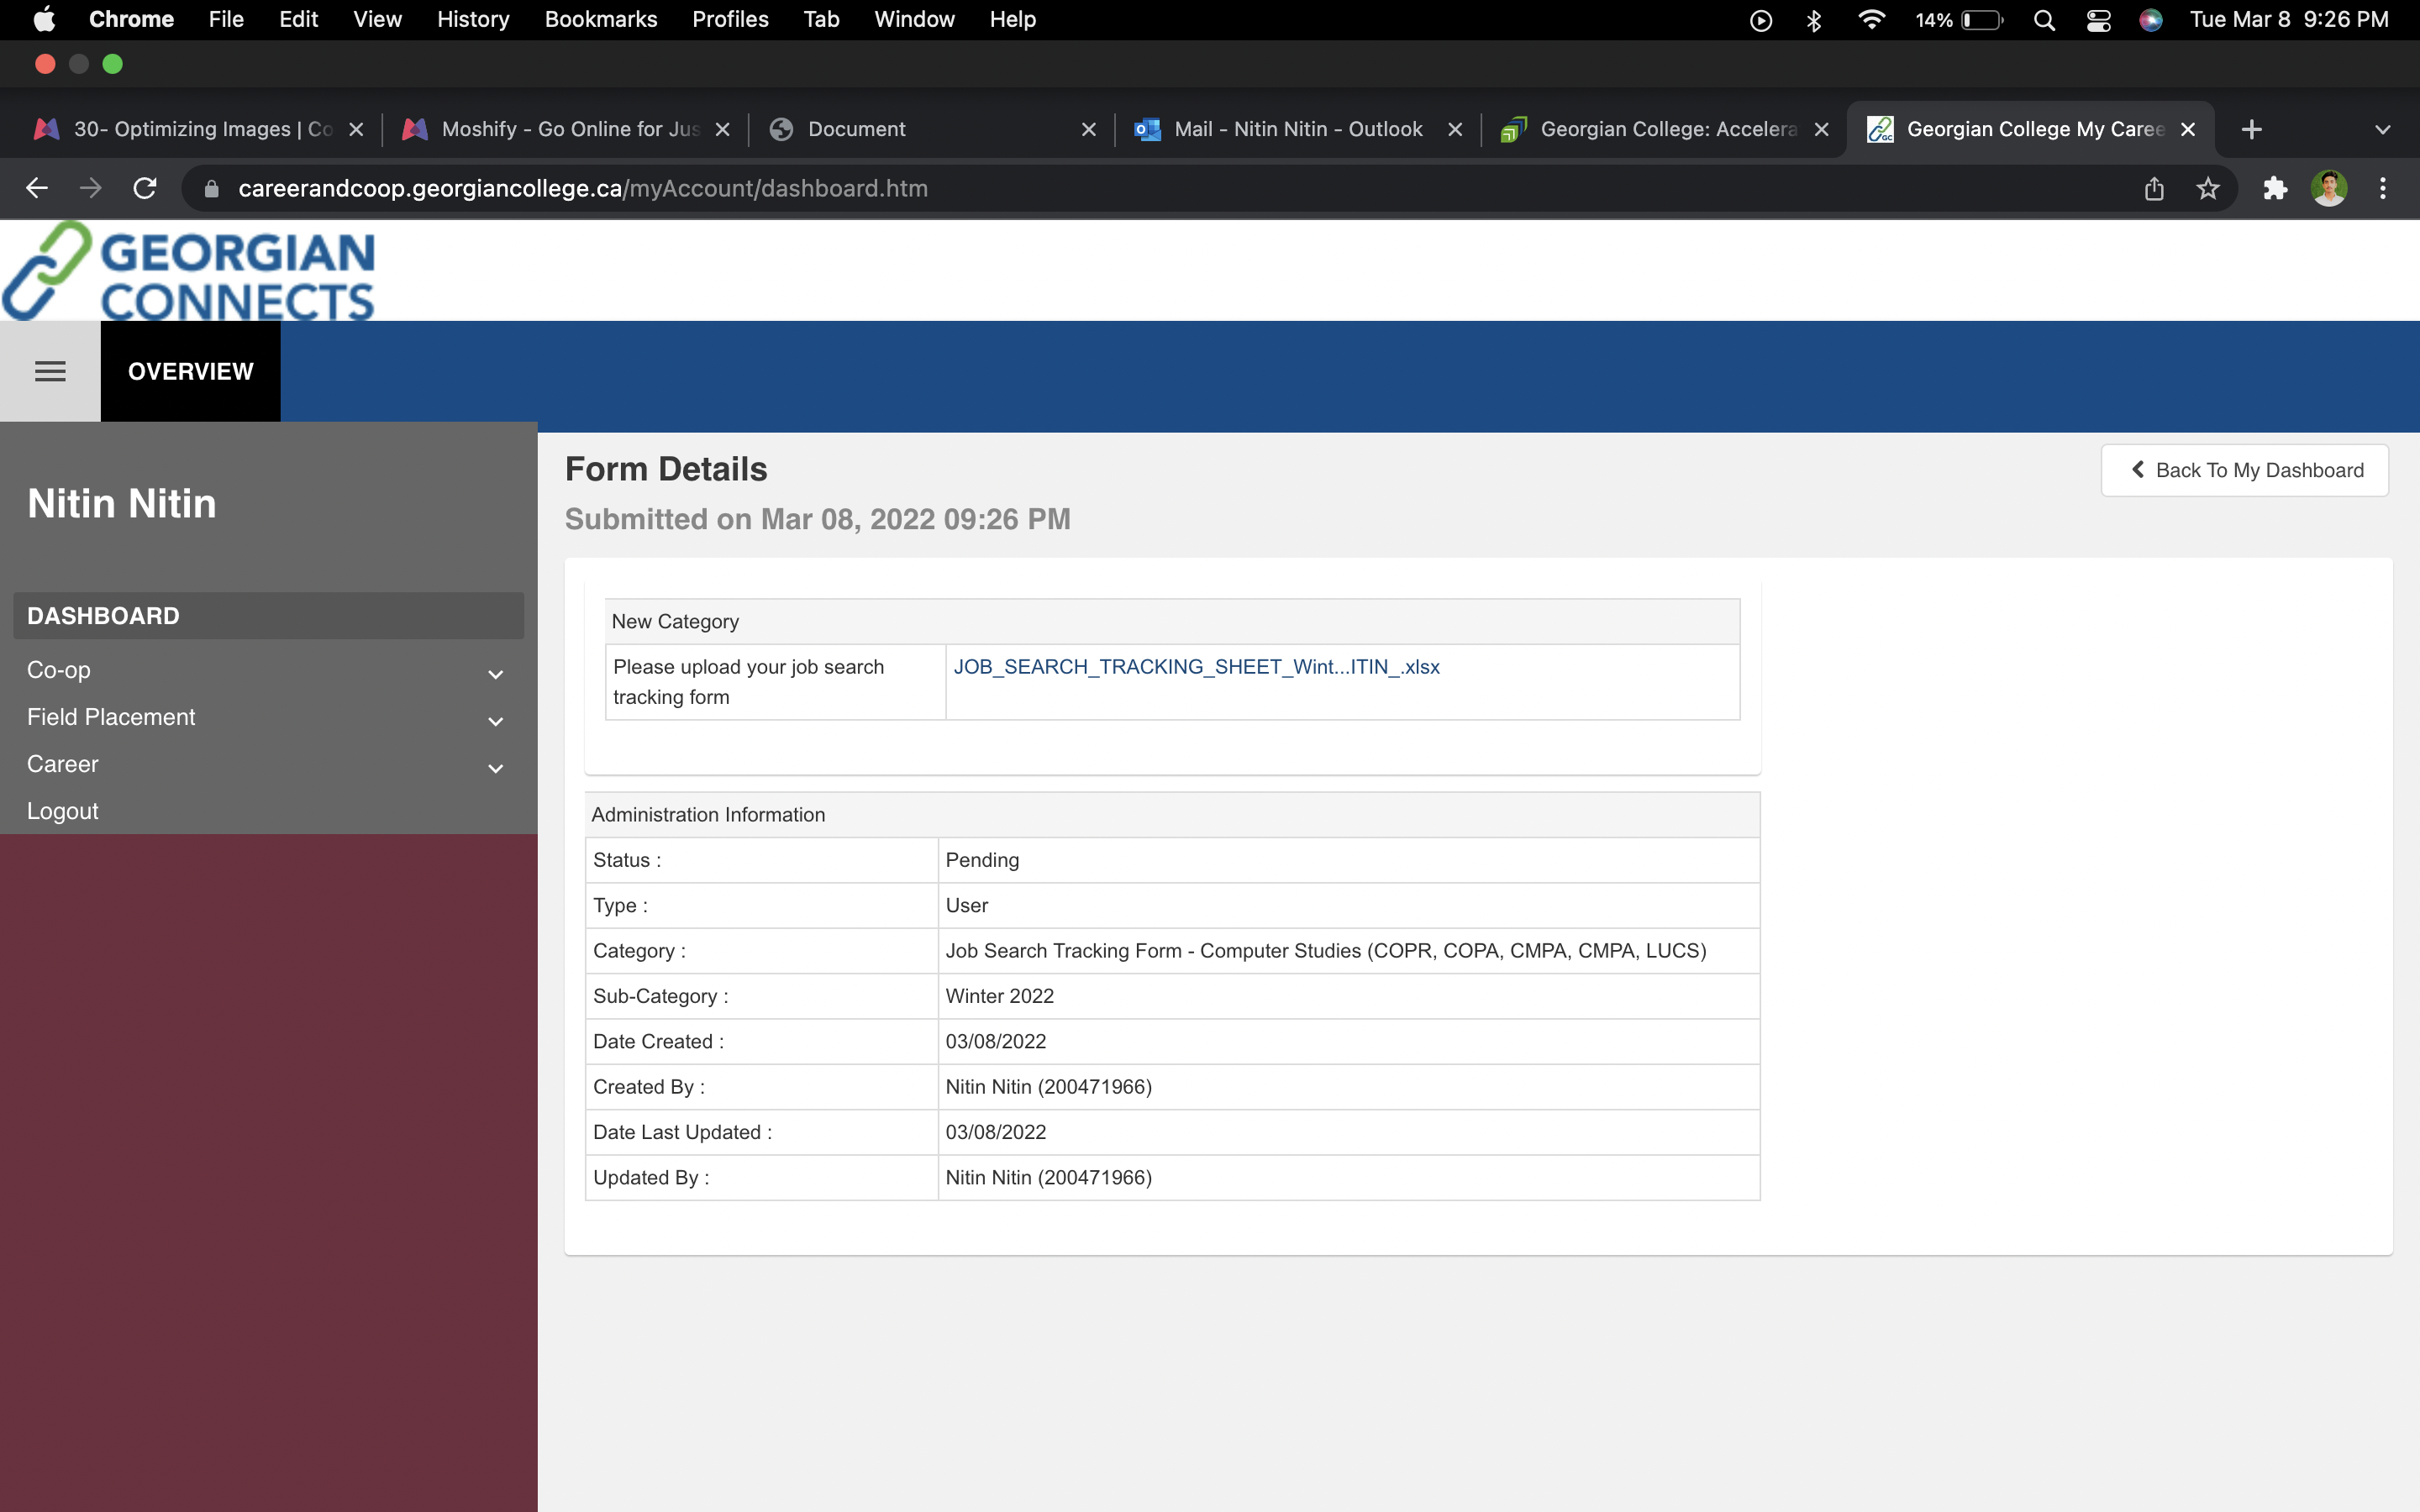 Chrome File Edit View History Bookmarks Profiles Tab Window Help 14% Tue Mar 8 9:26 PM
30- Optimizing Images | Co Moshify - Go Online for Jus Document Mail - Nitin Nitin - Outlook Georgian College: Accelera Georgian College My Caree
careerandcoop.georgiancollege.ca/myAccount/dashboard.htm
GEORGIAN
CONNECTS
OVERVIEW
Nitin Nitin
DASHBOARD
Co-op
Field Placement
Career
Logout
Form Details
Back To My Dashboard
Submitted on Mar 08, 2022 09:26 PM
New Category
Please upload your job search JOB_SEARCH_TRACKING_SHEET_Wint...ITIN_.xlsx
tracking form
Administration Information
Status : Pending
Type : User
Category : Job Search Tracking Form - Computer Studies (COPR, COPA, CMPA, CMPA, LUCS)
Sub-Category : Winter 2022
Date Created : 03/08/2022
Created By : Nitin Nitin (200471966)
Date Last Updated : 03/08/2022
Updated By : Nitin Nitin (200471966)